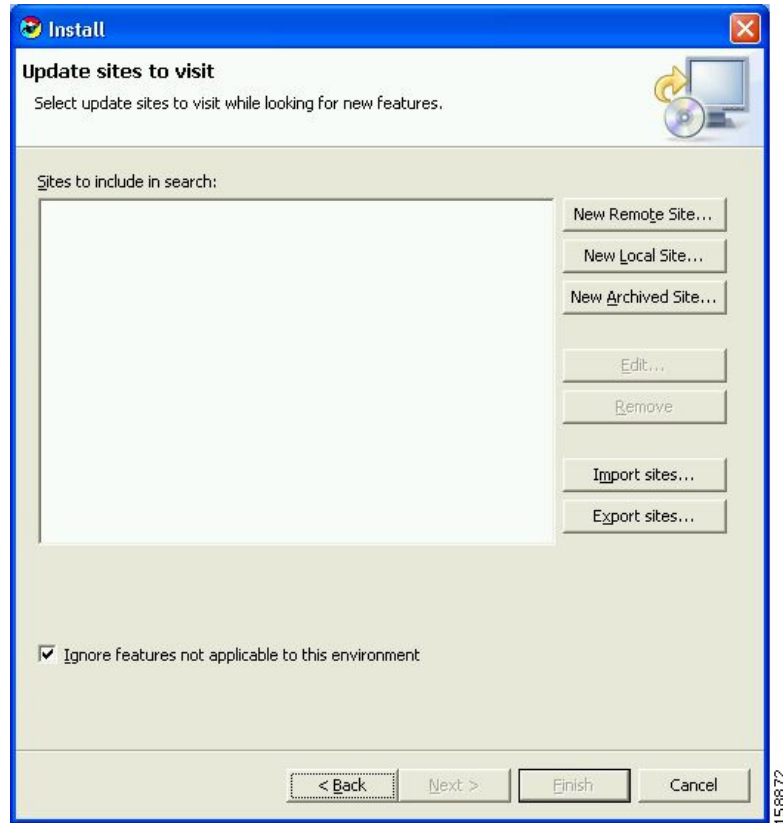 Install
Update sites to visit
Select update sites to visit while looking for new features.
Sites to include in search:
New Remote Site...
New Local Site...
New Archived Site...
Edit...
Remove
Import sites...
Export sites...
Ignore features not applicable to this environment
< Back
Next >
Finish
Cancel
158872